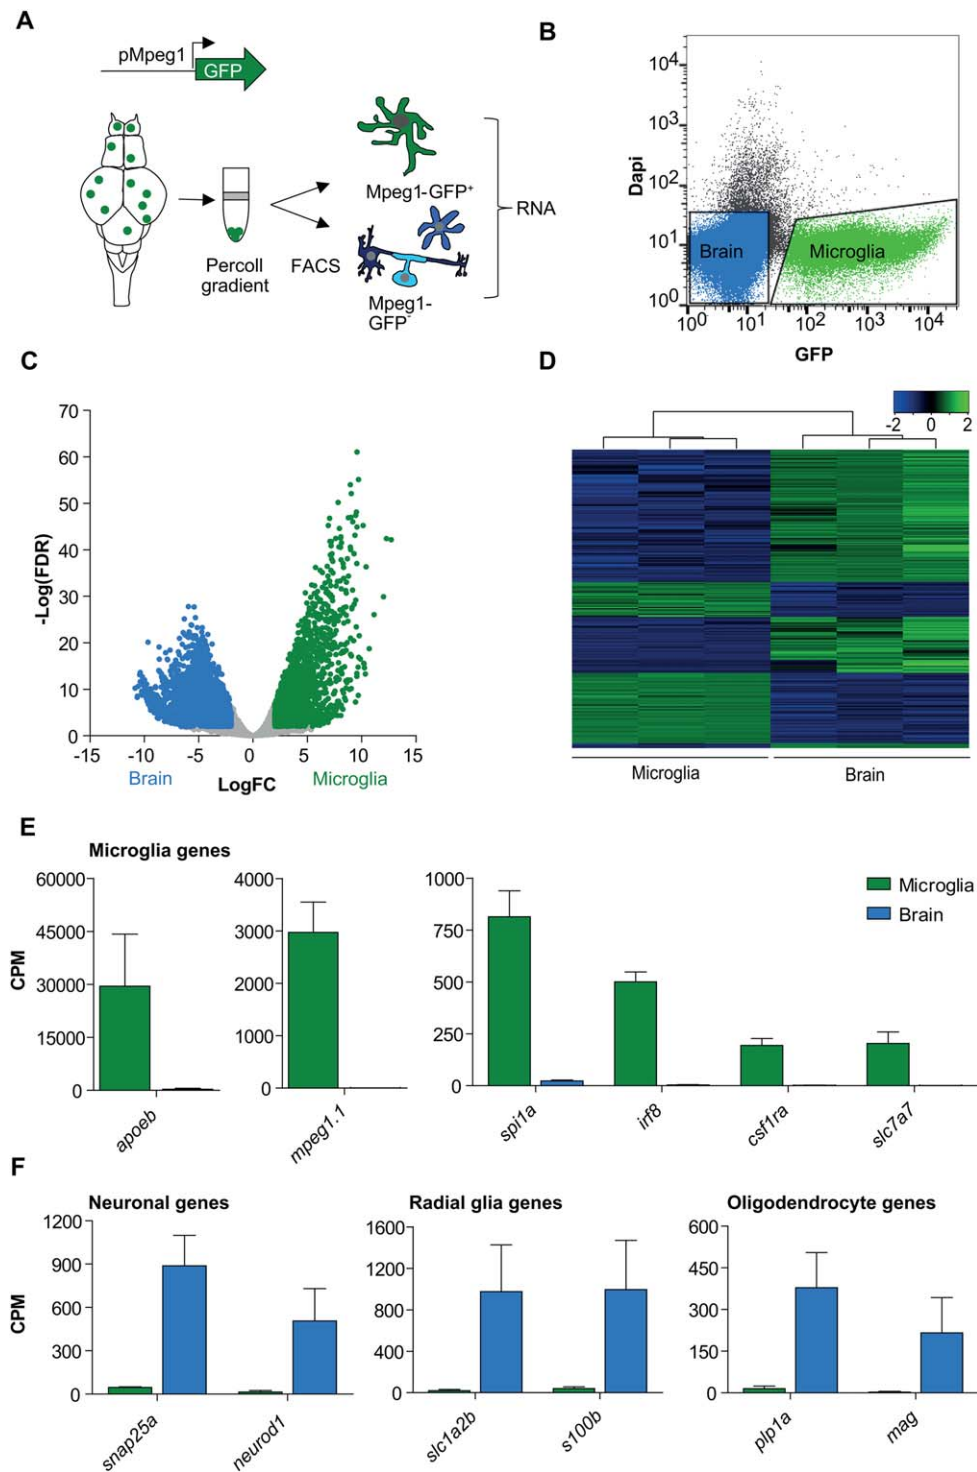 A
pMpeg1
GFP
Percoll
gradient
FACS
Mpeg1-GFP⁺
Mpeg1-
GFP⁻
RNA
B
Dapi
10⁴
10³
10²
10¹
10⁰
Brain
Microglia
10⁰ 10¹ 10² 10³ 10⁴
GFP
C
-Log(FDR)
70
60
50
40
30
20
10
0
-15 -10 -5 0 5 10 15
Brain LogFC Microglia
D
-2 0 2
Microglia Brain
E
Microglia genes
CPM
60000
45000
30000
15000
0
apoeb
4000
3000
2000
1000
0
mpeg1.1
1000
750
500
250
0
spi1a irf8 csf1ra slc7a7
Microglia
Brain
F
Neuronal genes
CPM
1200
900
600
300
0
snap25a neurod1
Radial glia genes
1600
1200
800
400
0
slc1a2b s100b
Oligodendrocyte genes
600
450
300
150
0
plp1a mag